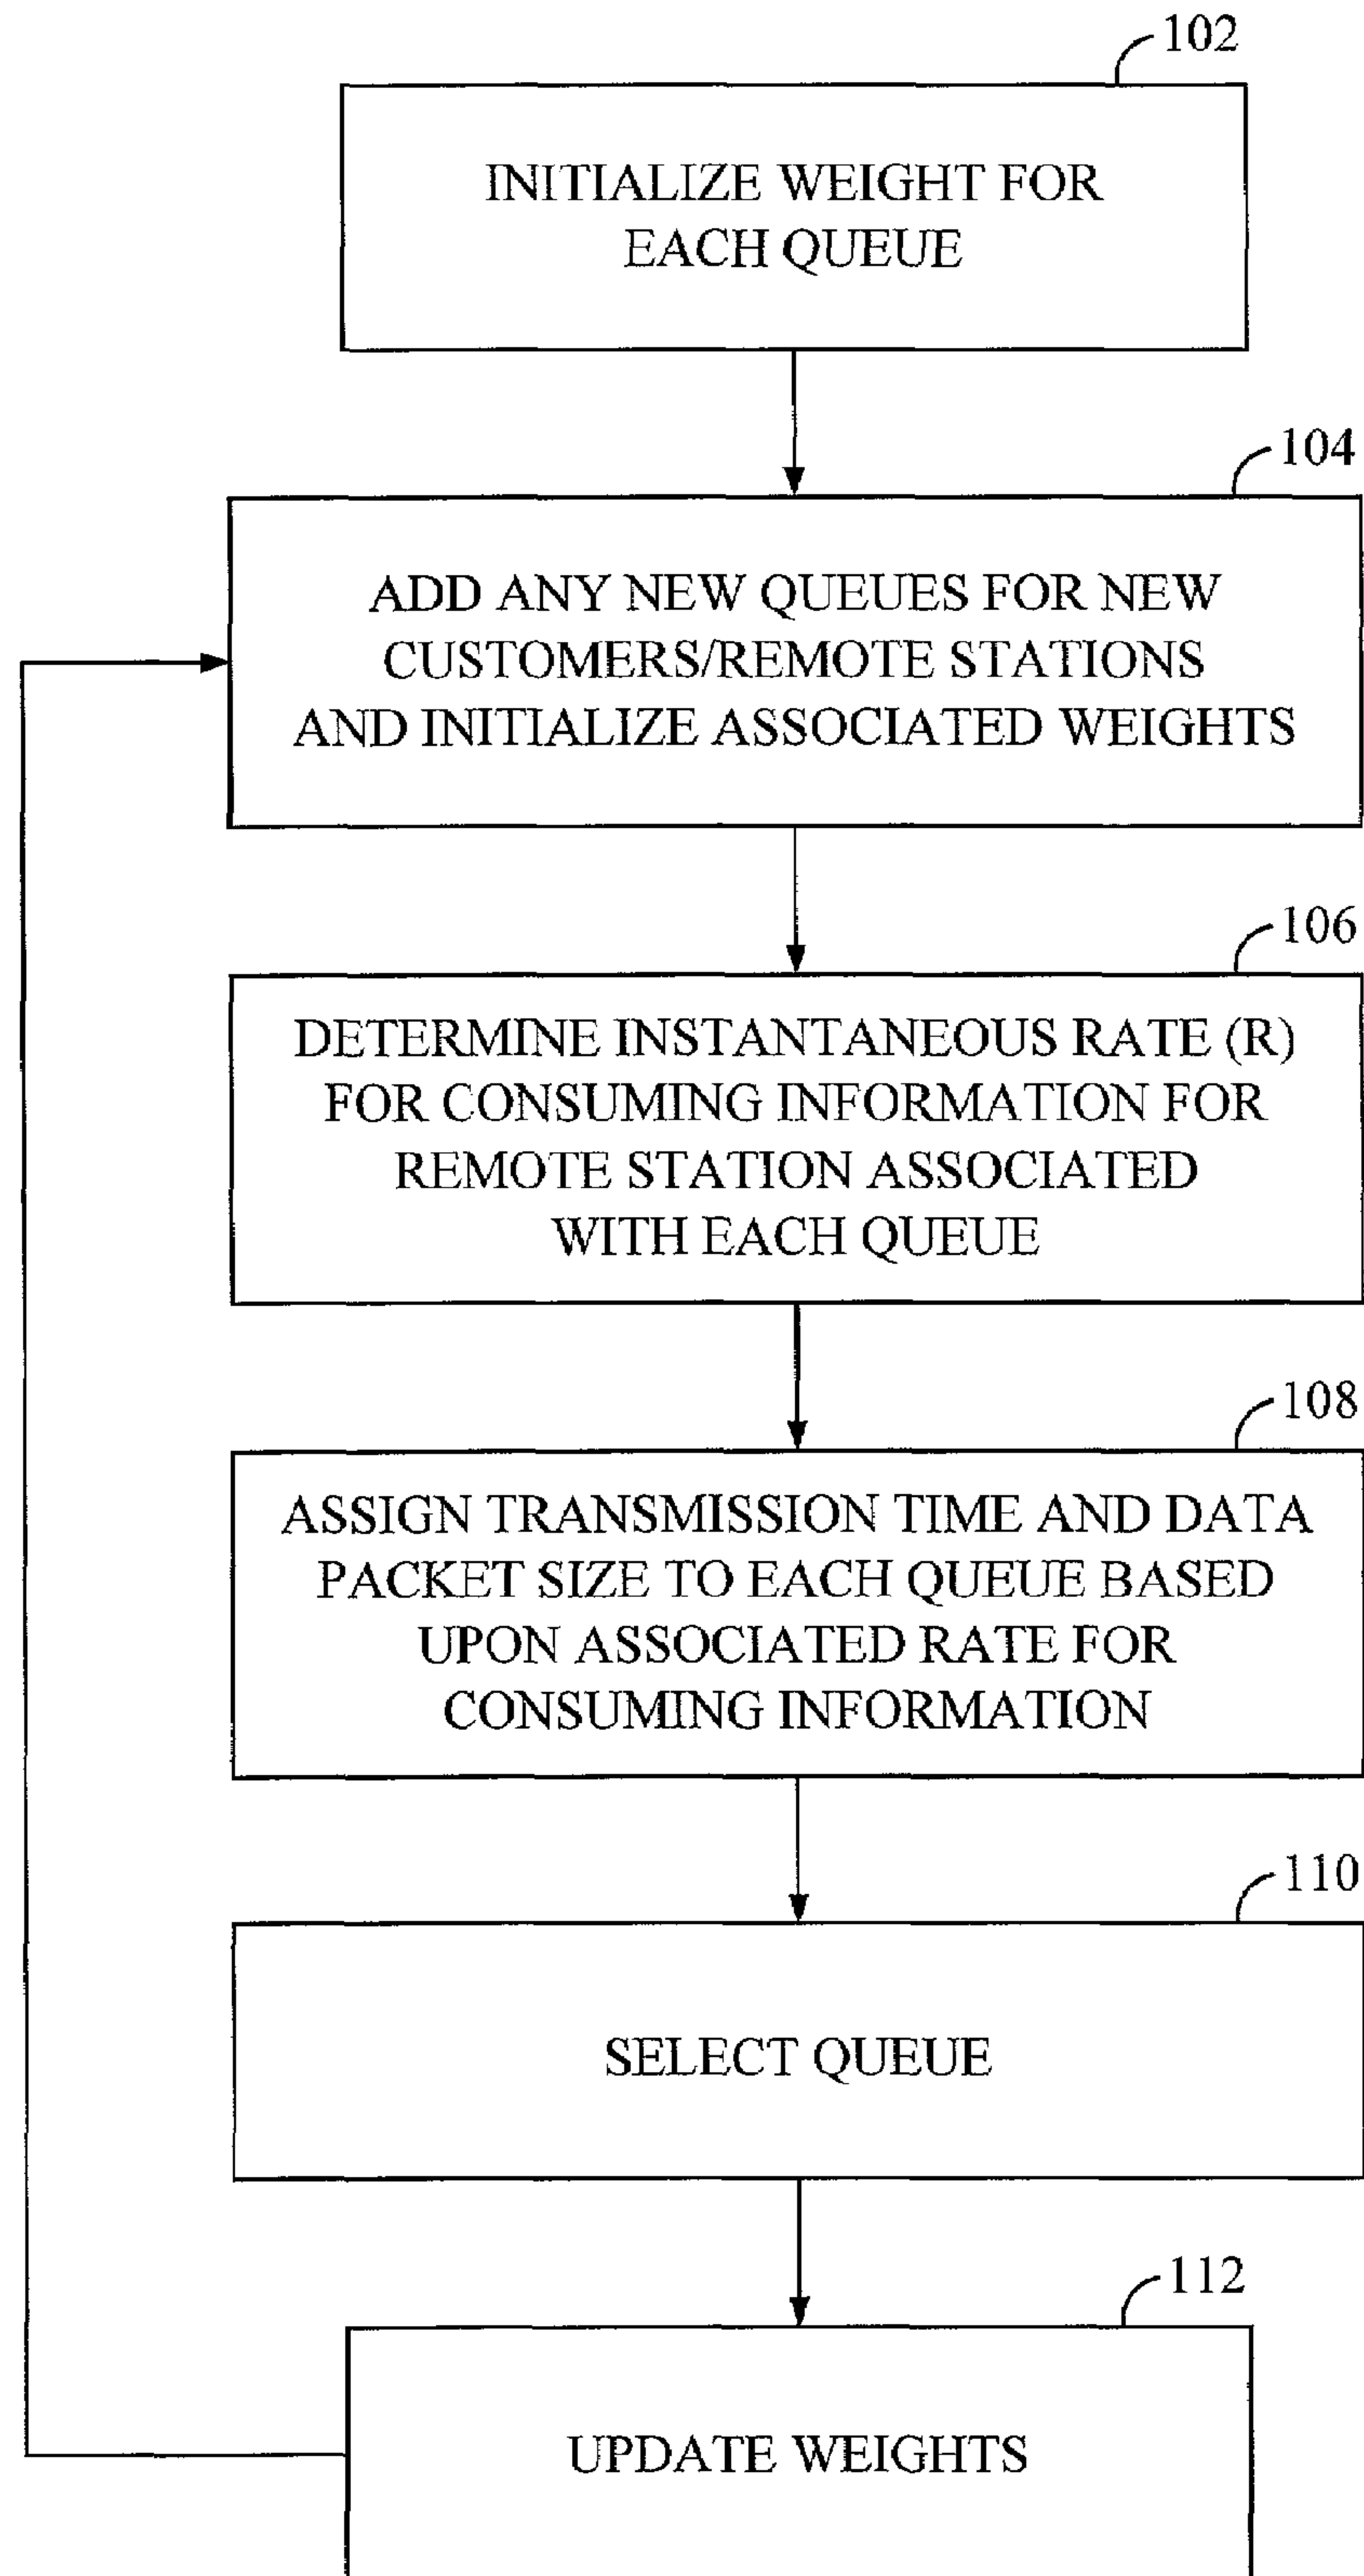 102
INITIALIZE WEIGHT FOR
EACH QUEUE
104
ADD ANY NEW QUEUES FOR NEW
CUSTOMERS/REMOTE STATIONS
AND INITIALIZE ASSOCIATED WEIGHTS
106
DETERMINE INSTANTANEOUS RATE (R)
FOR CONSUMING INFORMATION FOR
REMOTE STATION ASSOCIATED
WITH EACH QUEUE
108
ASSIGN TRANSMISSION TIME AND DATA
PACKET SIZE TO EACH QUEUE BASED
UPON ASSOCIATED RATE FOR
CONSUMING INFORMATION
110
SELECT QUEUE
112
UPDATE WEIGHTS